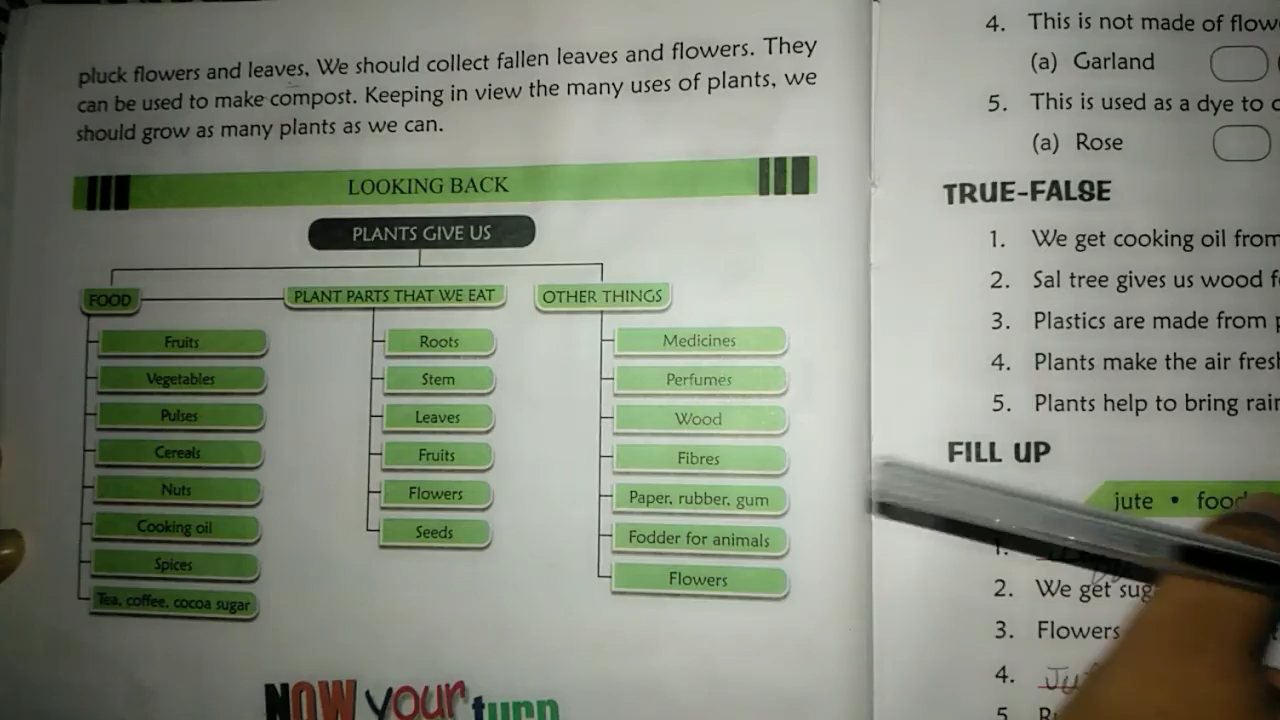 pluck flowers and leaves. We should collect fallen leaves and flowers. They
can be used to make compost. Keeping in view the many uses of plants, we
should grow as many plants as we can.
LOOKING BACK
PLANTS GIVE US
FOOD
Fruits
Vegetables
Pulses
Cereals
Nuts
Cooking oil
Spices
Tea, coffee, cocoa sugar
PLANT PARTS THAT WE EAT
Roots
Stem
Leaves
Fruits
Flowers
Seeds
OTHER THINGS
Medicines
Perfumes
Wood
Fibres
Paper, rubber, gum
Fodder for animals
Flowers
NOW your turn
4. This is not made of
(a) Garland
5. This is used as a dye to
(a) Rose
TRUE-FALSE
1. We get cooking oil from
2. Sal tree gives us wood
3. Plastics are made from
4. Plants make the air
5. Plants help to bring
FILL UP
jute •
1.
2. We get
3. Flowers
4.
5.